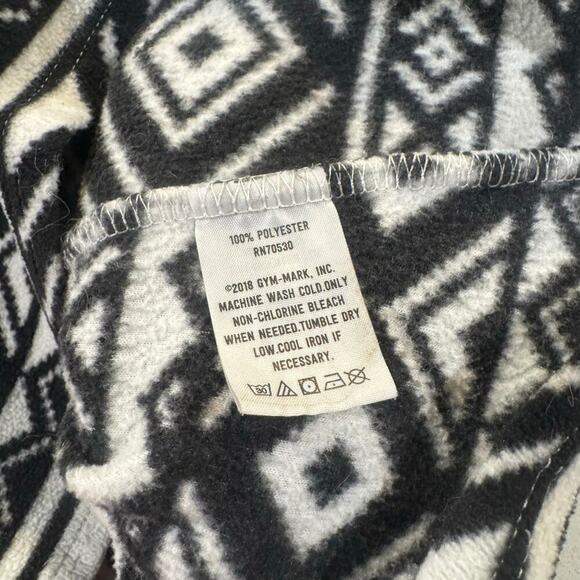 100% POLYESTER
RN70530
©2018 GYM-MARK, INC.
MACHINE WASH COLD.ONLY
NON-CHLORINE BLEACH
WHEN NEEDED.TUMBLE DRY
LOW.COOL IRON IF
NECESSARY.
30